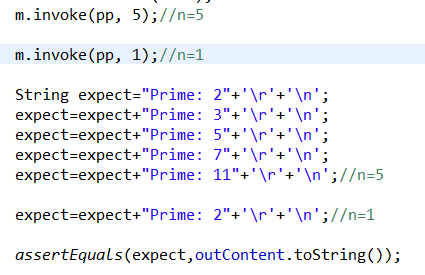 m.invoke(pp, 5);//n=5
m.invoke(pp, 1);//n=1
String expect="Prime: 2"+'\r'+'\n';
expect=expect+"Prime: 3"+'\r'+'\n';
expect=expect+"Prime: 5"+'\r'+'\n';
expect=expect+"Prime: 7"+'\r'+'\n';
expect=expect+"Prime: 11"+'\r'+'\n';//n=5
expect=expect+"Prime: 2"+'\r'+'\n';//n=1
assertEquals(expect,outContent.toString());